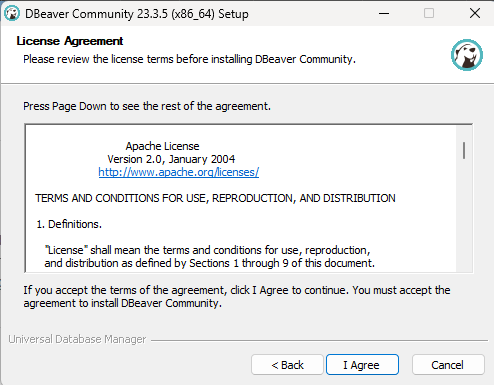 DBeaver Community 23.3.5 (x86_64) Setup
License Agreement
Please review the license terms before installing DBeaver Community.
Press Page Down to see the rest of the agreement.
Apache License
Version 2.0, January 2004
http://www.apache.org/licenses/
TERMS AND CONDITIONS FOR USE, REPRODUCTION, AND DISTRIBUTION
1. Definitions.
"License" shall mean the terms and conditions for use, reproduction,
and distribution as defined by Sections 1 through 9 of this document.
If you accept the terms of the agreement, click I Agree to continue. You must accept the
agreement to install DBeaver Community.
Universal Database Manager
< Back I Agree Cancel